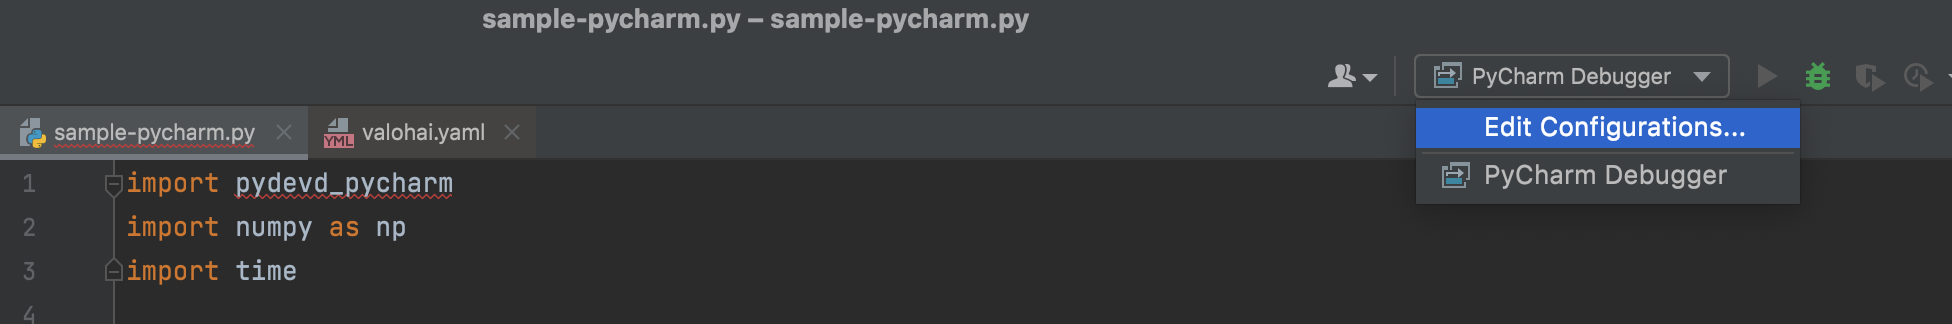 sample-pycharm.py – sample-pycharm.py
PyCharm Debugger
sample-pycharm.py
YML valohai.yaml
Edit Configurations...
PyCharm Debugger
1 import pydevd_pycharm
2 import numpy as np
3 import time
4